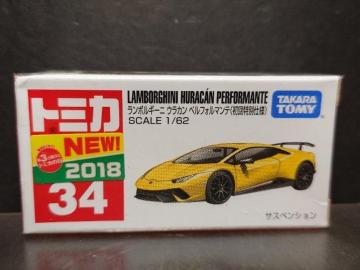 トミカ
NEW!
2018
34
LAMBORGHINI HURACÁN PERFORMANTE
ランボルギーニ ウラカン ペルフォルマンテ(初回特別仕様)
SCALE 1/62
TAKARA
TOMY
サスペンション